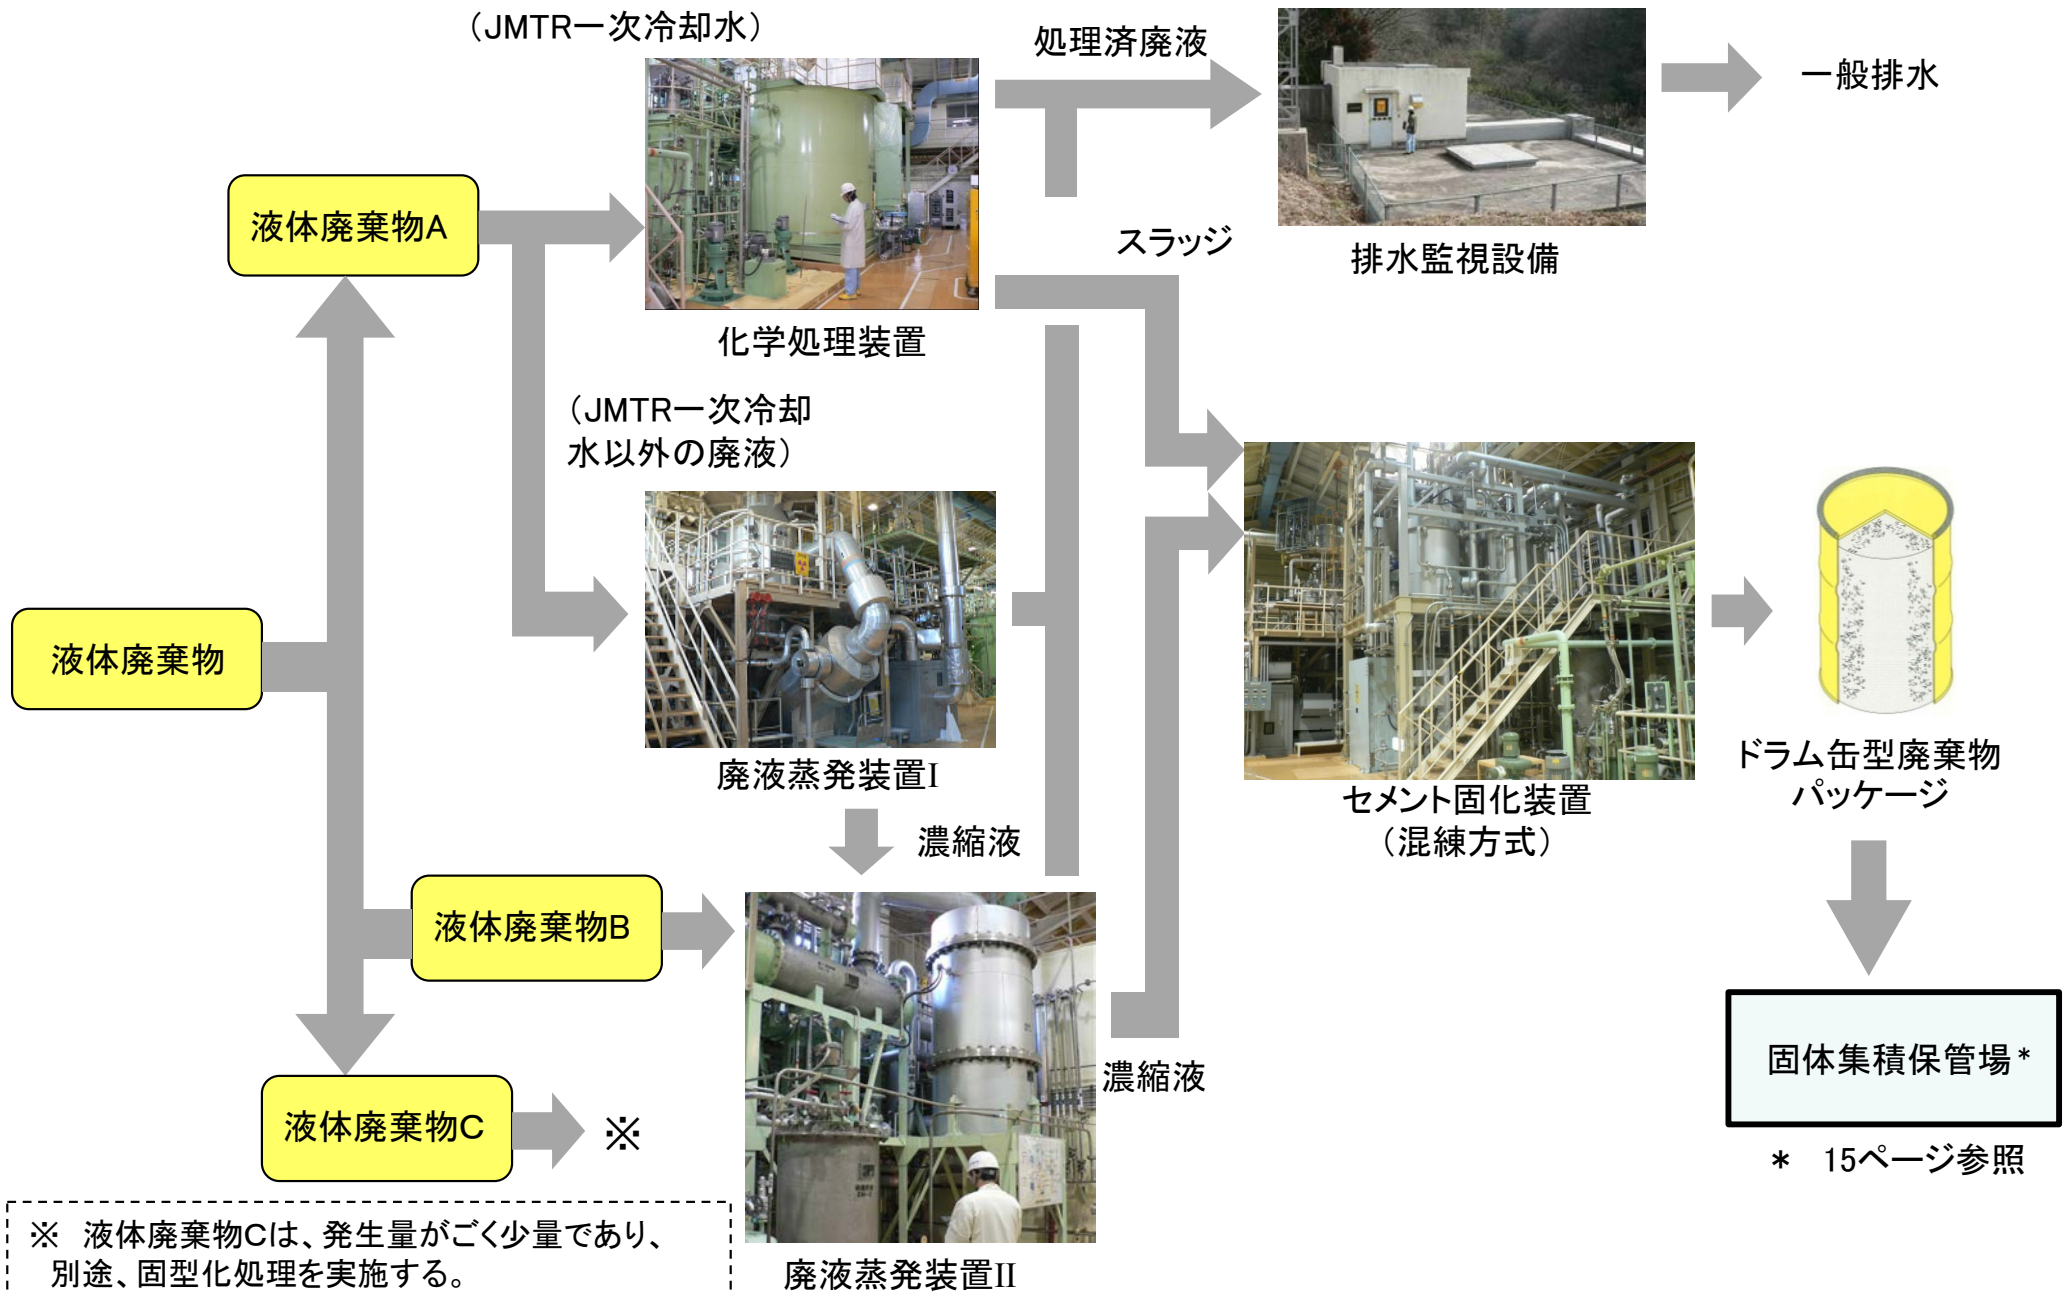 （JMTR一次冷却水）
処理済廃液
一般排水
液体廃棄物A
スラッジ
排水監視設備
化学処理装置
（JMTR一次冷却
水以外の廃液）
液体廃棄物
廃液蒸発装置I
濃縮液
セメント固化装置
（混練方式）
ドラム缶型廃棄物
パッケージ
液体廃棄物B
濃縮液
固体集積保管場*
液体廃棄物C
※
* 15ページ参照
※ 液体廃棄物Cは、発生量がごく少量であり、
別途、固型化処理を実施する。
廃液蒸発装置II